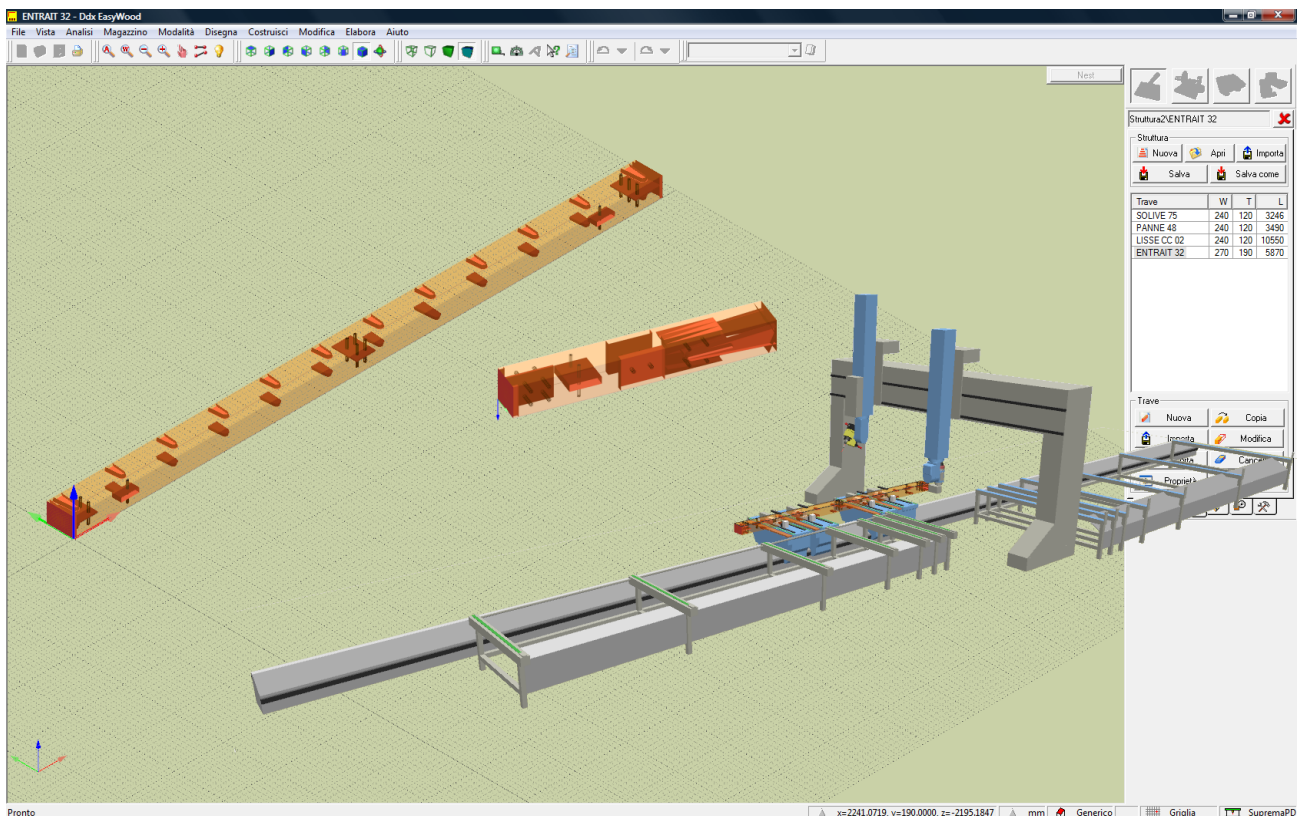 ENTRAIT 32 - Ddx EasyWood
File Vista Analisi Magazzino Modalità Disegna Costruisci Modifica Elabora Aiuto
Nest
Struttura2\ENTRAIT 32
Struttura
Nuova Apri Importa
Salva Salva come
Trave W T L
SOLIVE 75 240 120 3246
PANNE 48 240 120 3490
LISSE CC 02 240 120 10550
ENTRAIT 32 270 190 5870
Trave
Nuova Copia
Importa Modifica
Proprietà
Pronto x=2241.0719, y=190.0000, z=-2195.1847 mm Generico Griglia SupremaPD